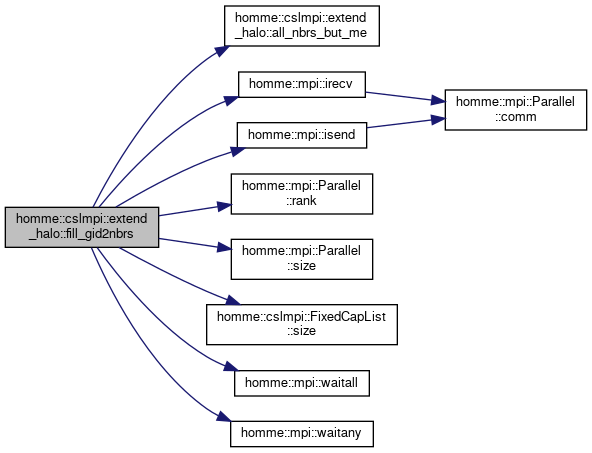 homme::cslmpi::extend
_halo::all_nbrs_but_me
homme::mpi::irecv
homme::mpi::Parallel
::comm
homme::mpi::isend
homme::mpi::Parallel
::rank
homme::cslmpi::extend
_halo::fill_gid2nbrs
homme::mpi::Parallel
::size
homme::cslmpi::FixedCapList
::size
homme::mpi::waitall
homme::mpi::waitany